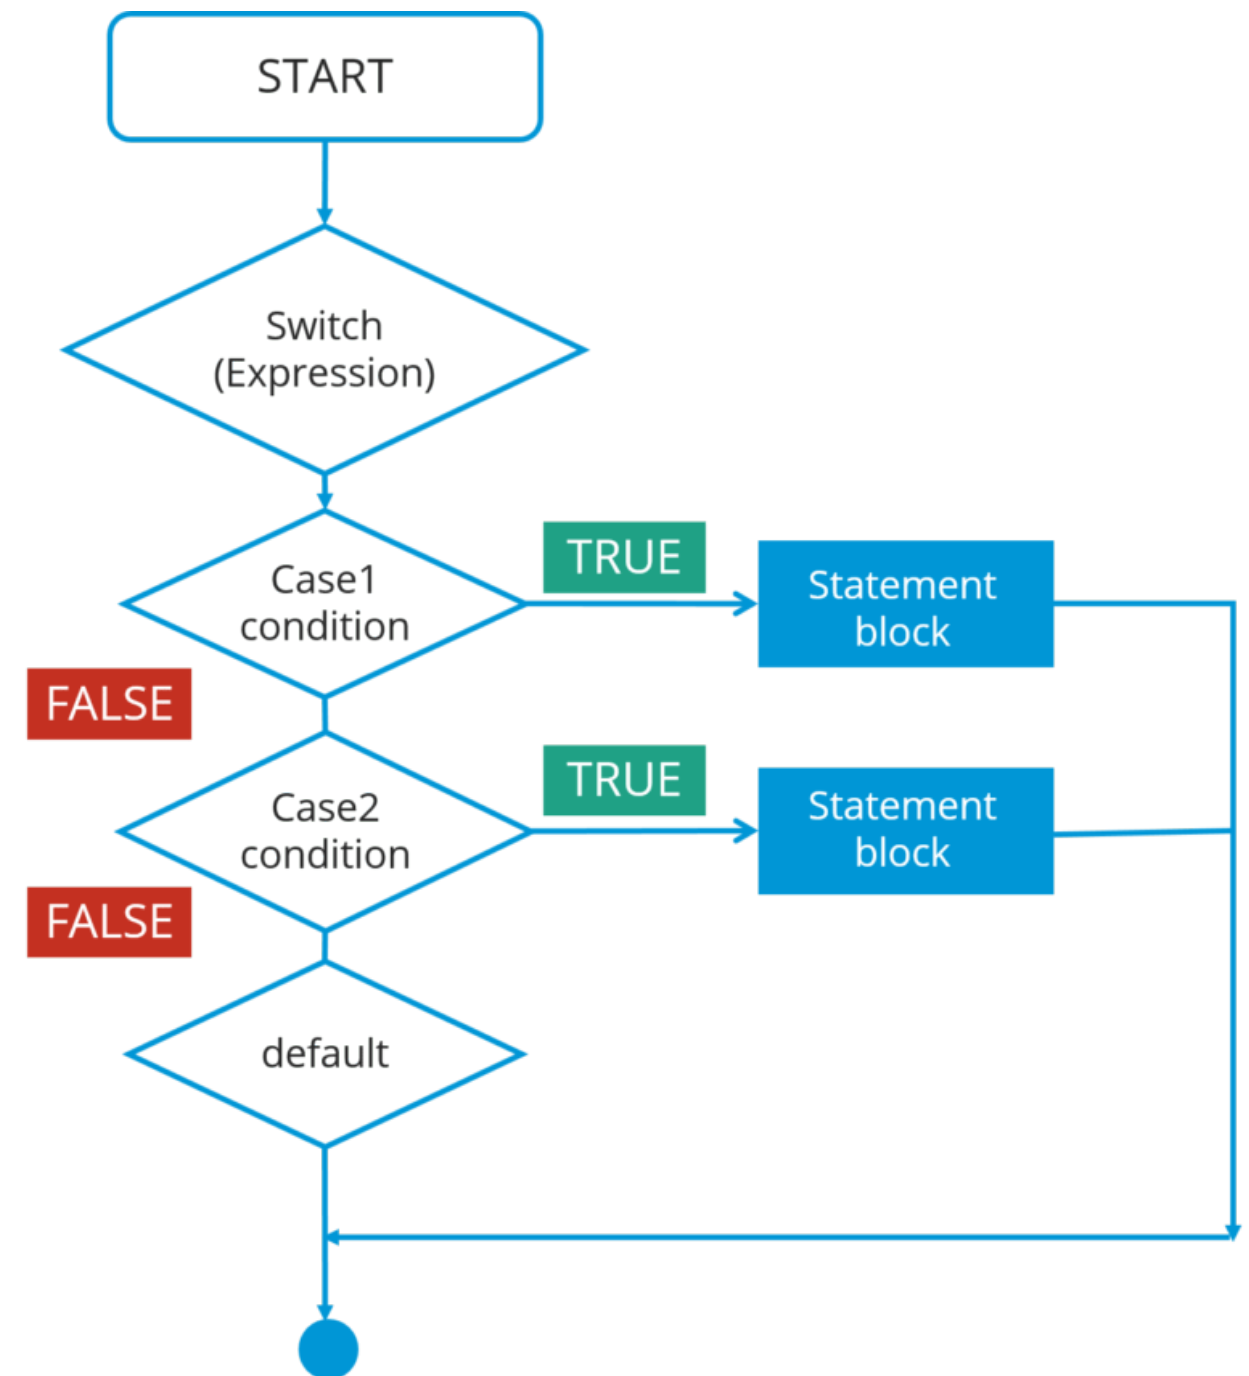 START
Switch
(Expression)
TRUE
Case1
condition
Statement
block
FALSE
TRUE
Case2
condition
Statement
block
FALSE
default